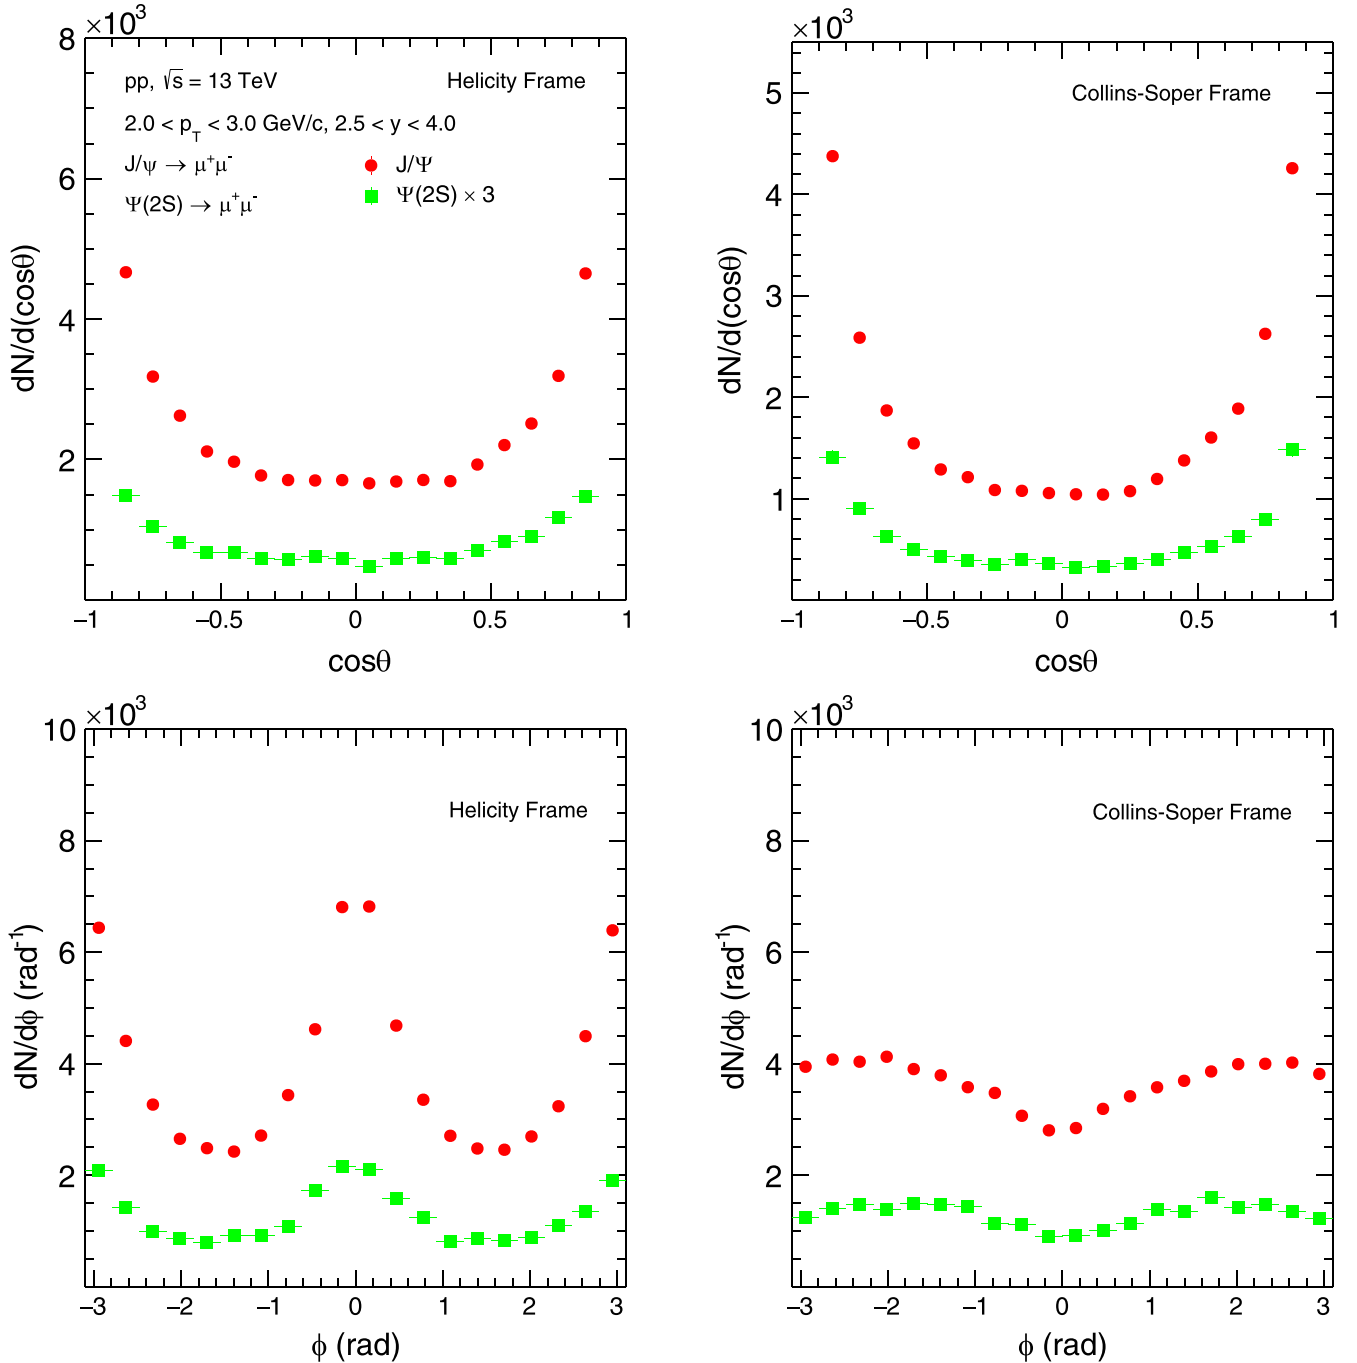 ×10³
8
6
4
2
dN/d(cosθ)
pp, √s = 13 TeV
Helicity Frame
2.0 < p_T < 3.0 GeV/c, 2.5 < y < 4.0
J/ψ → μ⁺μ⁻
J/Ψ
Ψ(2S) → μ⁺μ⁻
Ψ(2S) × 3
−1 −0.5 0 0.5 1
cosθ
×10³
5
4
3
2
1
dN/d(cosθ)
Collins-Soper Frame
−1 −0.5 0 0.5 1
cosθ
×10³
10
8
6
4
2
dN/dϕ (rad⁻¹)
Helicity Frame
−3 −2 −1 0 1 2 3
ϕ (rad)
×10³
10
8
6
4
2
dN/dϕ (rad⁻¹)
Collins-Soper Frame
−3 −2 −1 0 1 2 3
ϕ (rad)